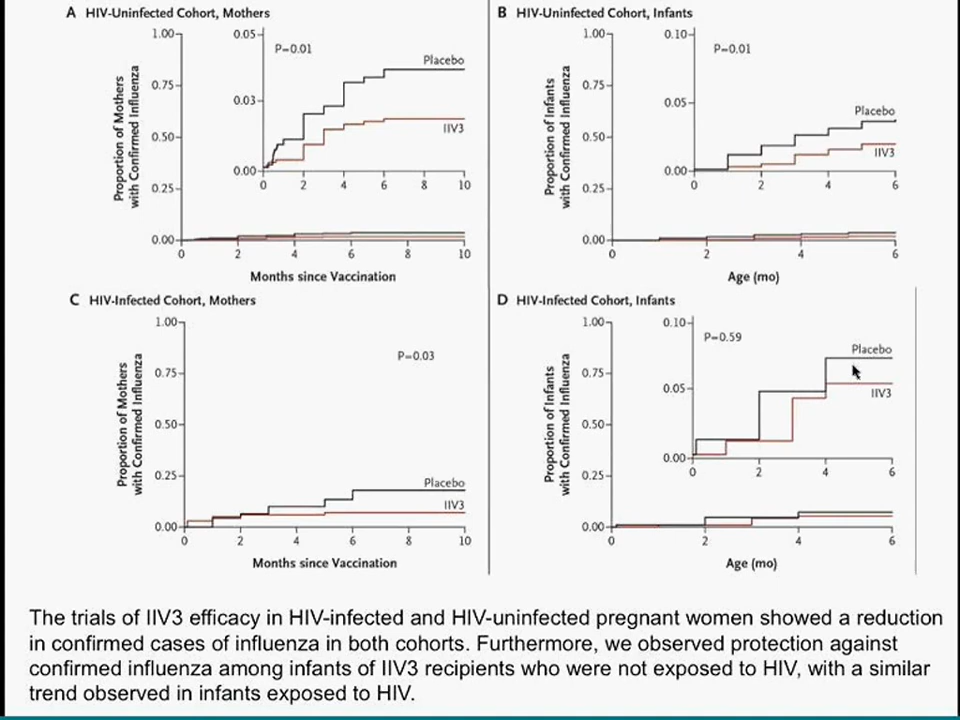 A HIV-Uninfected Cohort, Mothers
Proportion of Mothers
with Confirmed Influenza
1.00
0.75
0.50
0.25
0.00
0 2 4 6 8 10
Months since Vaccination
0.05
0.03
0.00
0 2 4 6 8 10
P=0.01
Placebo
IIV3
B HIV-Uninfected Cohort, Infants
Proportion of Infants
with Confirmed Influenza
1.00
0.75
0.50
0.25
0.00
0 2 4 6
Age (mo)
0.10
0.05
0.00
0 2 4 6
P=0.01
Placebo
IIV3
C HIV-Infected Cohort, Mothers
Proportion of Mothers
with Confirmed Influenza
1.00
0.75
0.50
0.25
0.00
0 2 4 6 8 10
Months since Vaccination
P=0.03
Placebo
IIV3
D HIV-Infected Cohort, Infants
Proportion of Infants
with Confirmed Influenza
1.00
0.75
0.50
0.25
0.00
0 2 4 6
Age (mo)
0.10
0.05
0.00
0 2 4 6
P=0.59
Placebo
IIV3
The trials of IIV3 efficacy in HIV-infected and HIV-uninfected pregnant women showed a reduction
in confirmed cases of influenza in both cohorts. Furthermore, we observed protection against
confirmed influenza among infants of IIV3 recipients who were not exposed to HIV, with a similar
trend observed in infants exposed to HIV.